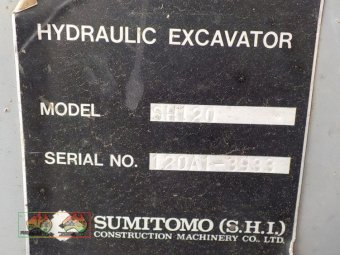 HYDRAULIC EXCAVATOR
MODEL SH120
SERIAL NO. 120A1-3933
SUMITOMO (S.H.I.)
CONSTRUCTION MACHINERY CO., LTD.